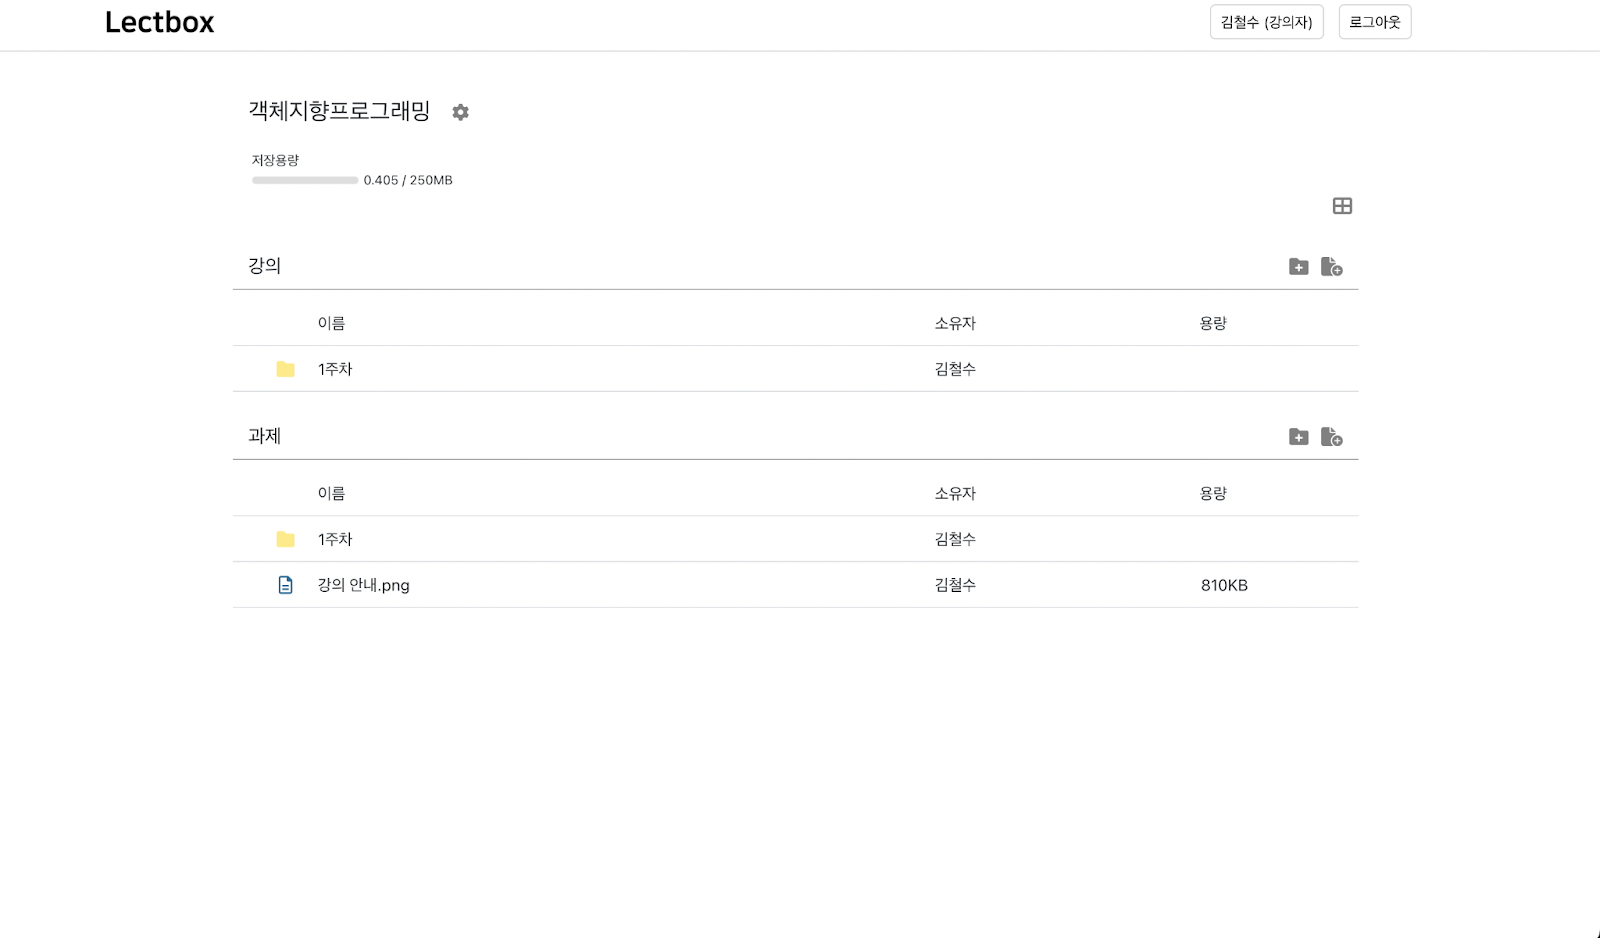 Lectbox
김철수 (강의자)
로그아웃
객체지향프로그래밍
저장용량
0.405 / 250MB
강의
이름 소유자 용량
1주차 김철수
과제
이름 소유자 용량
1주차 김철수
강의 안내.png 김철수 810KB